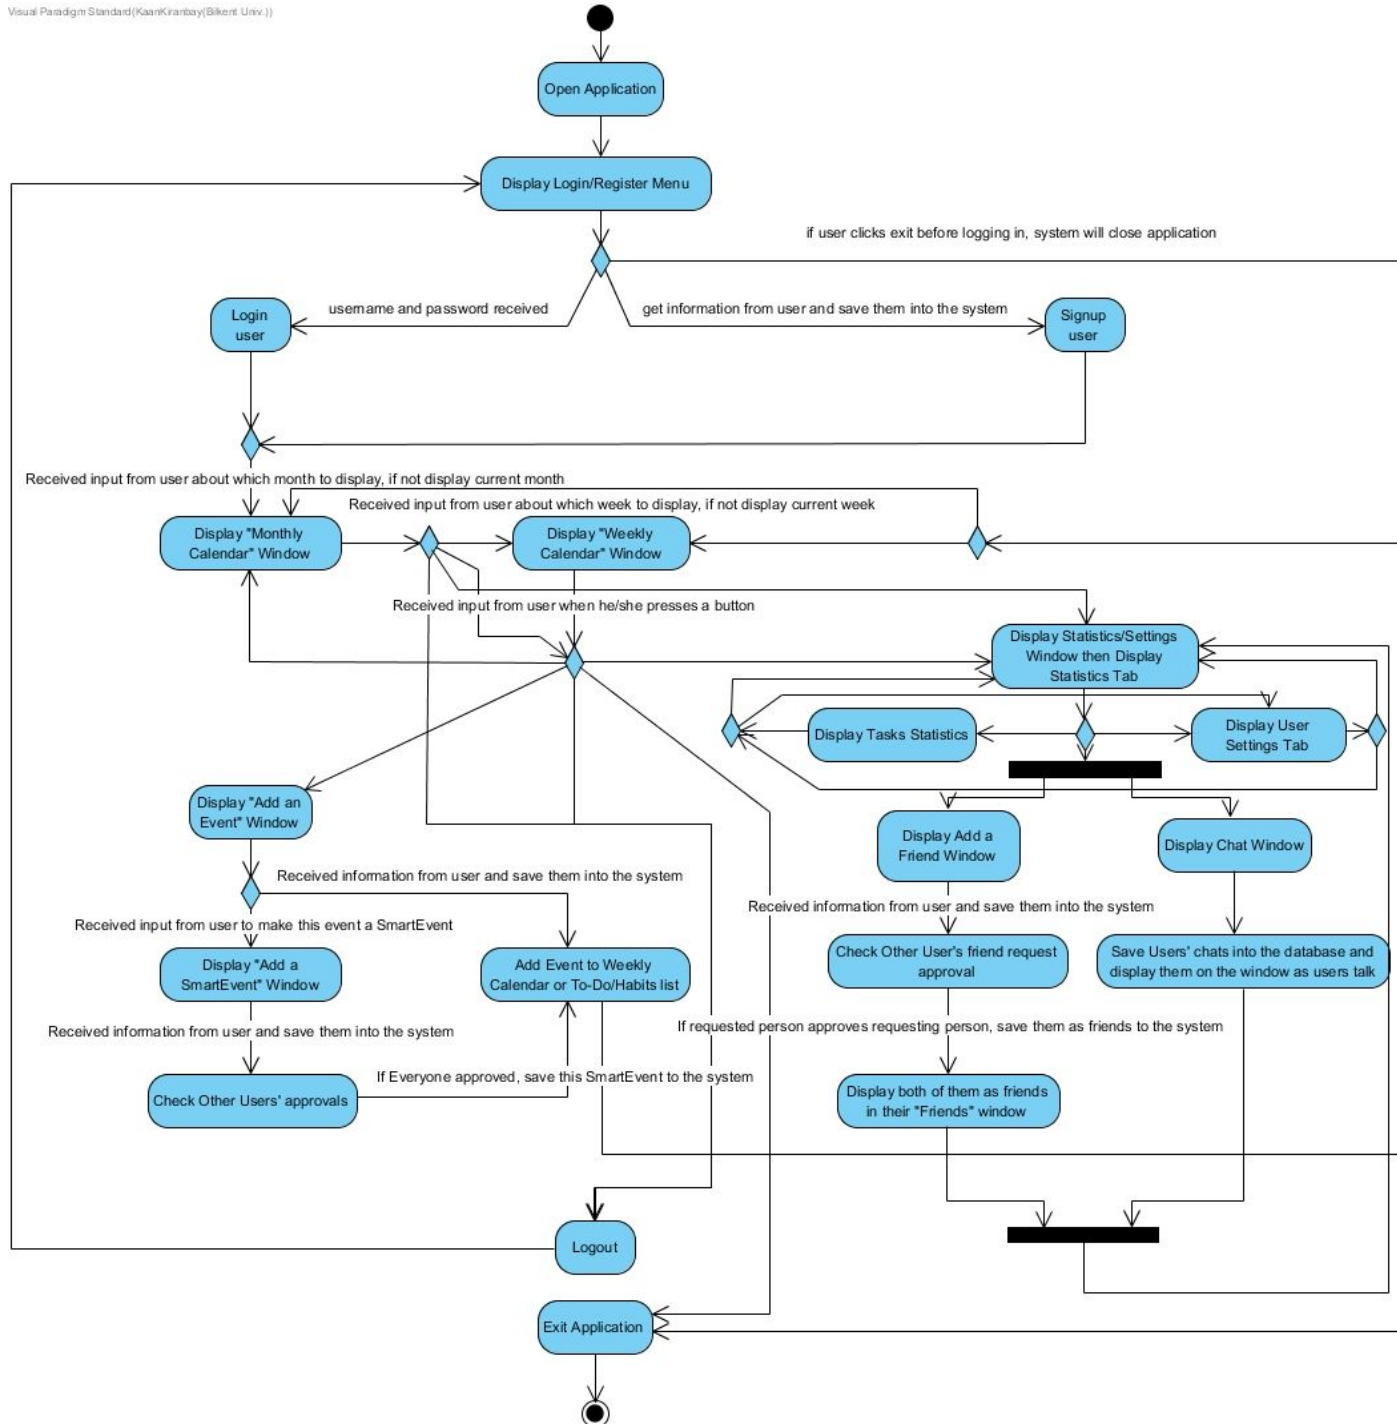 Visual Paradigm Standard(KaanKiranbay(Bilkent Univ.))
Open Application
Display Login/Register Menu
if user clicks exit before logging in, system will close application
username and password received
get information from user and save them into the system
Login
user
Signup
user
Received input from user about which month to display, if not display current month
Received input from user about which week to display, if not display current week
Display "Monthly
Calendar" Window
Display "Weekly
Calendar" Window
Received input from user when he/she presses a button
Display Statistics/Settings
Window then Display
Statistics Tab
Display Tasks Statistics
Display User
Settings Tab
Display "Add an
Event" Window
Display Add a
Friend Window
Display Chat Window
Received information from user and save them into the system
Received information from user and save them into the system
Received input from user to make this event a SmartEvent
Display "Add a
SmartEvent" Window
Add Event to Weekly
Calendar or To-Do/Habits list
Check Other User's friend request
approval
Save Users' chats into the database and
display them on the window as users talk
Received information from user and save them into the system
If requested person approves requesting person, save them as friends to the system
If Everyone approved, save this SmartEvent to the system
Check Other Users' approvals
Display both of them as friends
in their "Friends" window
Logout
Exit Application